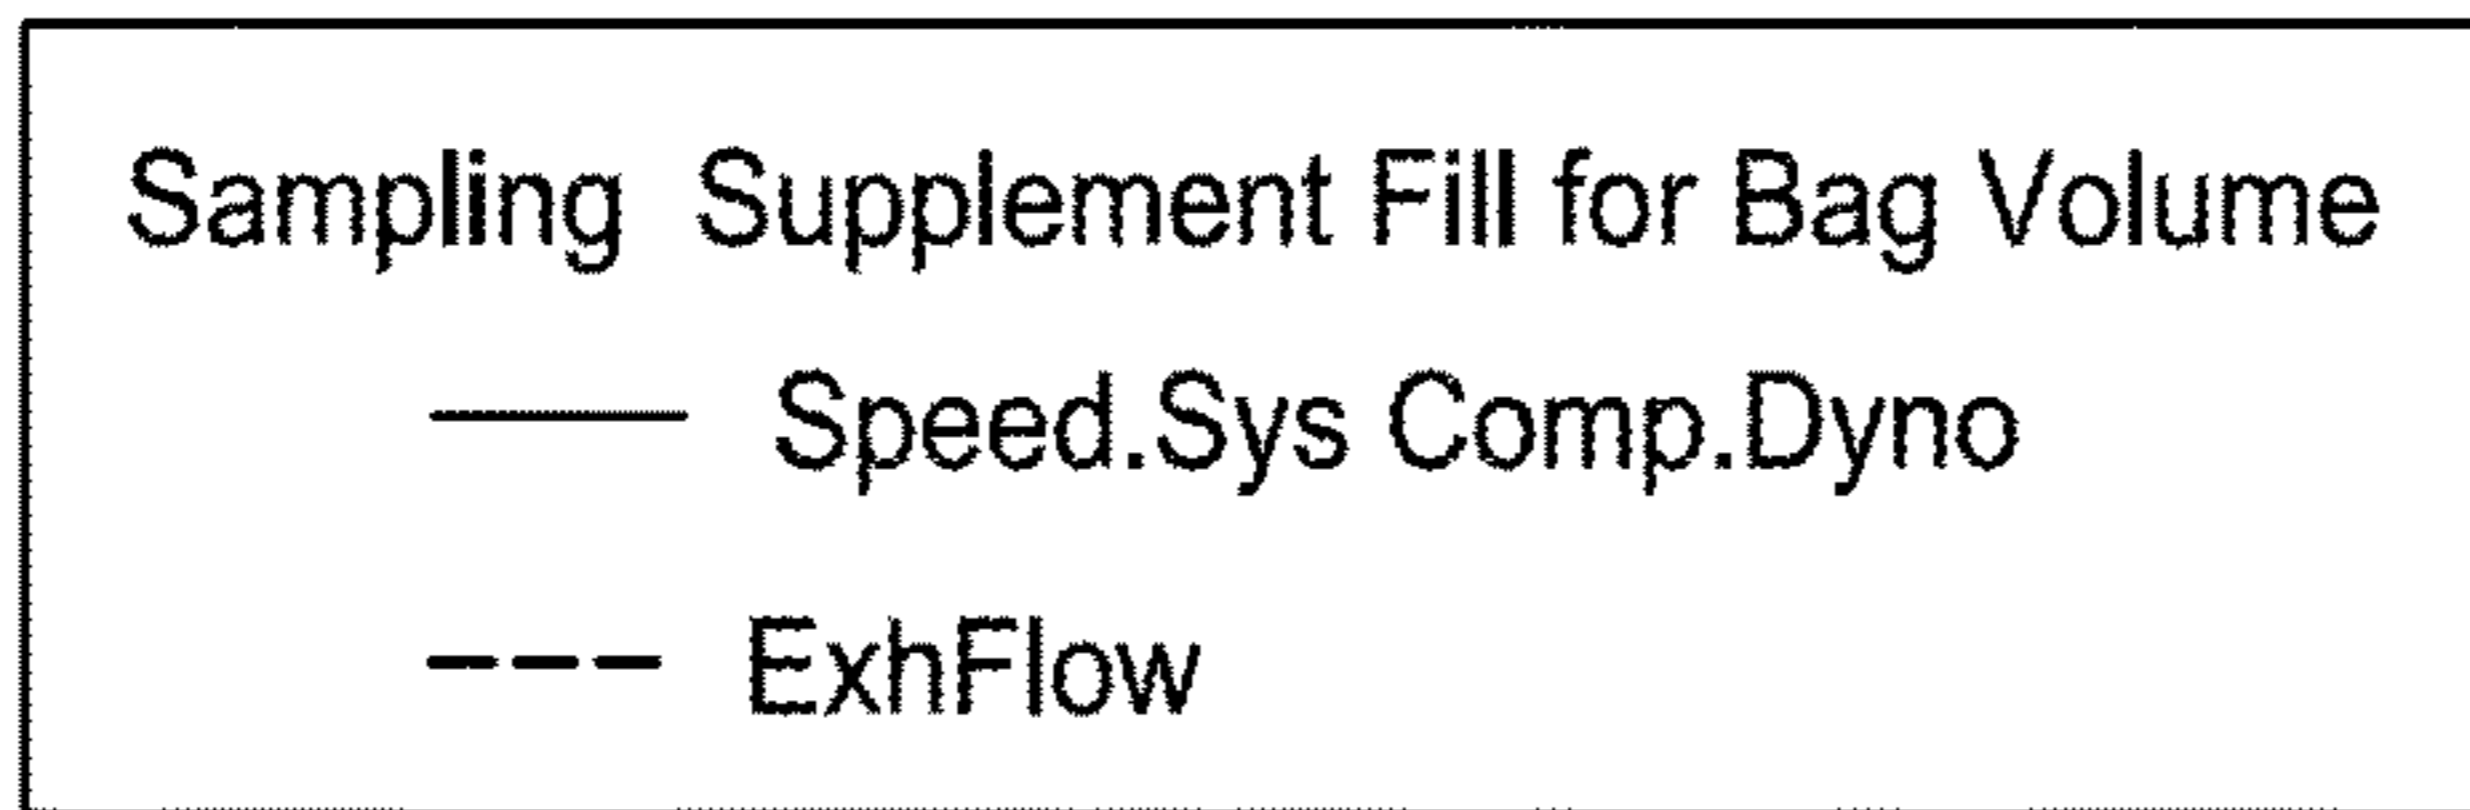 Sampling Supplement Fill for Bag Volume
Speed.Sys Comp.Dyno
ExhFlow